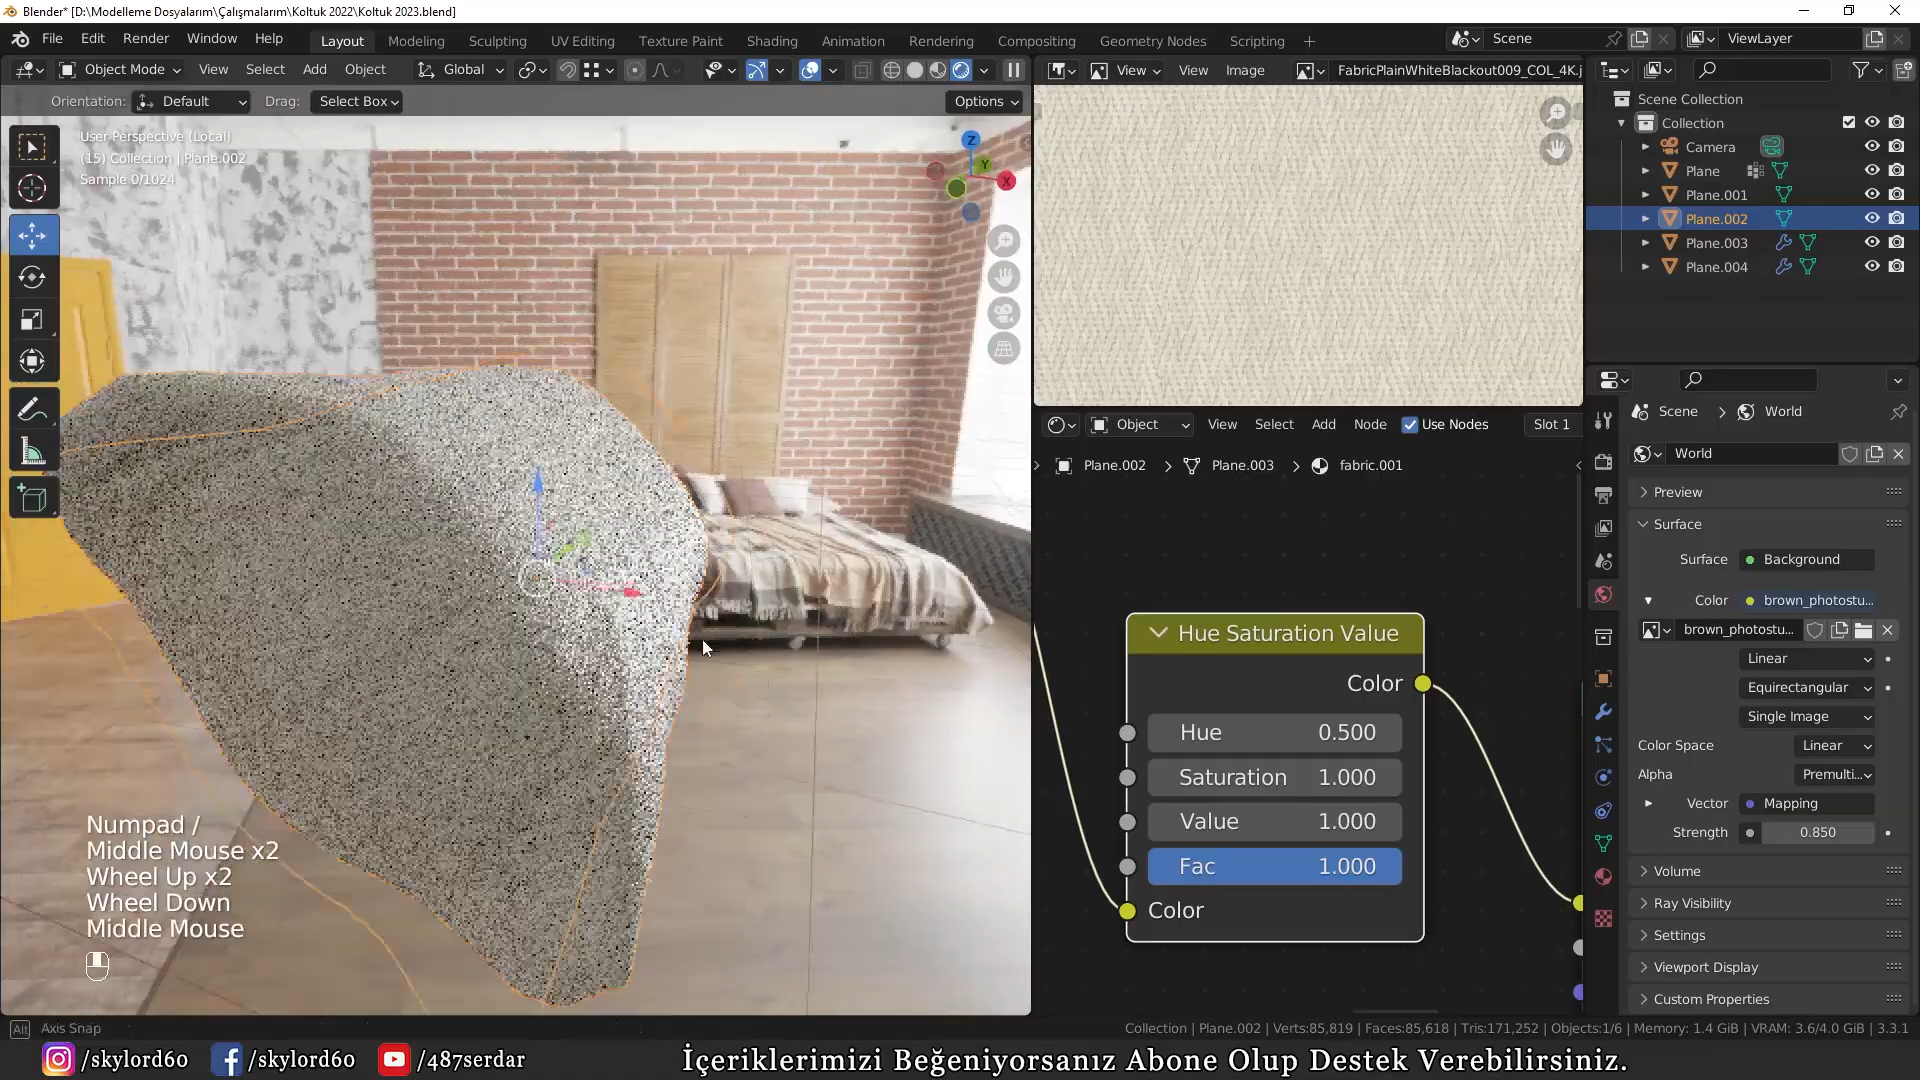 Blender* [D:\Modelleme Dosyalarım\Çalışmalarım\Koltuk 2022\Koltuk 2023.blend]
File Edit Render Window Help Layout Modeling Sculpting UV Editing Texture Paint Shading Animation Rendering Compositing Geometry Nodes Scripting + Scene ViewLayer
Object Mode View Select Add Object Global View View Image FabricPlainWhiteBlackout009_COL_4K.j
Orientation: Default Drag: Select Box Options
User Perspective (Local)
(15) Collection | Plane.002
Sample 0/1024
Z
Y
X
Scene Collection
Collection
Camera
Plane
Plane.001
Plane.002
Plane.003
Plane.004
Object View Select Add Node Use Nodes Slot 1
Plane.002 > Plane.003 > fabric.001
Hue Saturation Value
Color
Hue 0.500
Saturation 1.000
Value 1.000
Fac 1.000
Color
Scene > World
World
Preview
Surface
Surface Background
Color brown_photostu...
brown_photostu...
Linear
Equirectangular
Single Image
Color Space Linear
Alpha Premulti...
Vector Mapping
Strength 0.850
Volume
Ray Visibility
Settings
Viewport Display
Custom Properties
Numpad /
Middle Mouse x2
Wheel Up x2
Wheel Down
Middle Mouse
Alt Axis Snap
Collection | Plane.002 | Verts:85,819 | Faces:85,618 | Tris:171,252 | Objects:1/6 | Memory: 1.4 GiB | VRAM: 3.6/4.0 GiB | 3.3.1
/skylord60 /skylord60 /487serdar İçeriklerimizi Beğeniyorsanız Abone Olup Destek Verebilirsiniz.